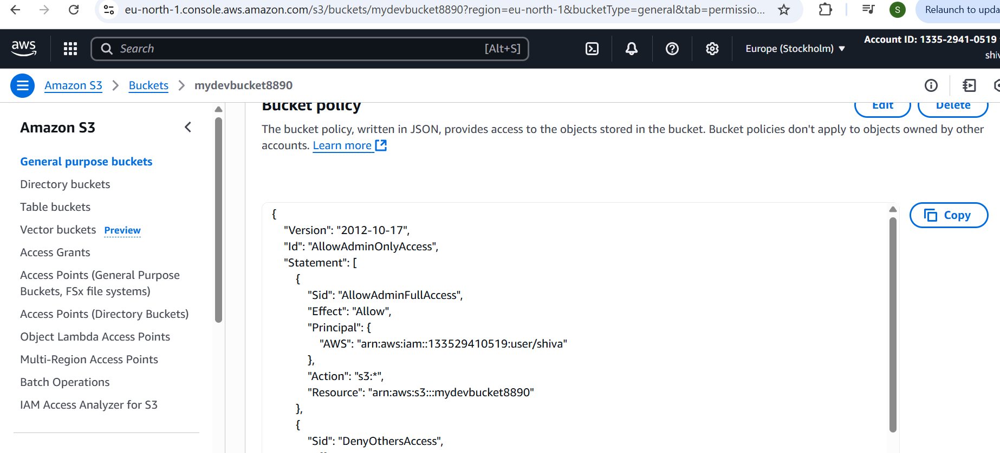 eu-north-1.console.aws.amazon.com/s3/buckets/mydevbucket8890?region=eu-north-1&bucketType=general&tab=permissio...
S
Relaunch to upda
aws
Search
[Alt+S]
Europe (Stockholm)
Account ID: 1335-2941-0519
shiv
Amazon S3
Buckets
mydevbucket8890
Amazon S3
General purpose buckets
Directory buckets
Table buckets
Vector buckets Preview
Access Grants
Access Points (General Purpose
Buckets, FSx file systems)
Access Points (Directory Buckets)
Object Lambda Access Points
Multi-Region Access Points
Batch Operations
IAM Access Analyzer for S3
Bucket policy
Edit
Delete
The bucket policy, written in JSON, provides access to the objects stored in the bucket. Bucket policies don't apply to objects owned by other
accounts. Learn more
Copy
{
"Version": "2012-10-17",
"Id": "AllowAdminOnlyAccess",
"Statement": [
{
"Sid": "AllowAdminFullAccess",
"Effect": "Allow",
"Principal": {
"AWS": "arn:aws:iam::133529410519:user/shiva"
},
"Action": "s3:*",
"Resource": "arn:aws:s3:::mydevbucket8890"
},
{
"Sid": "DenyOthersAccess",